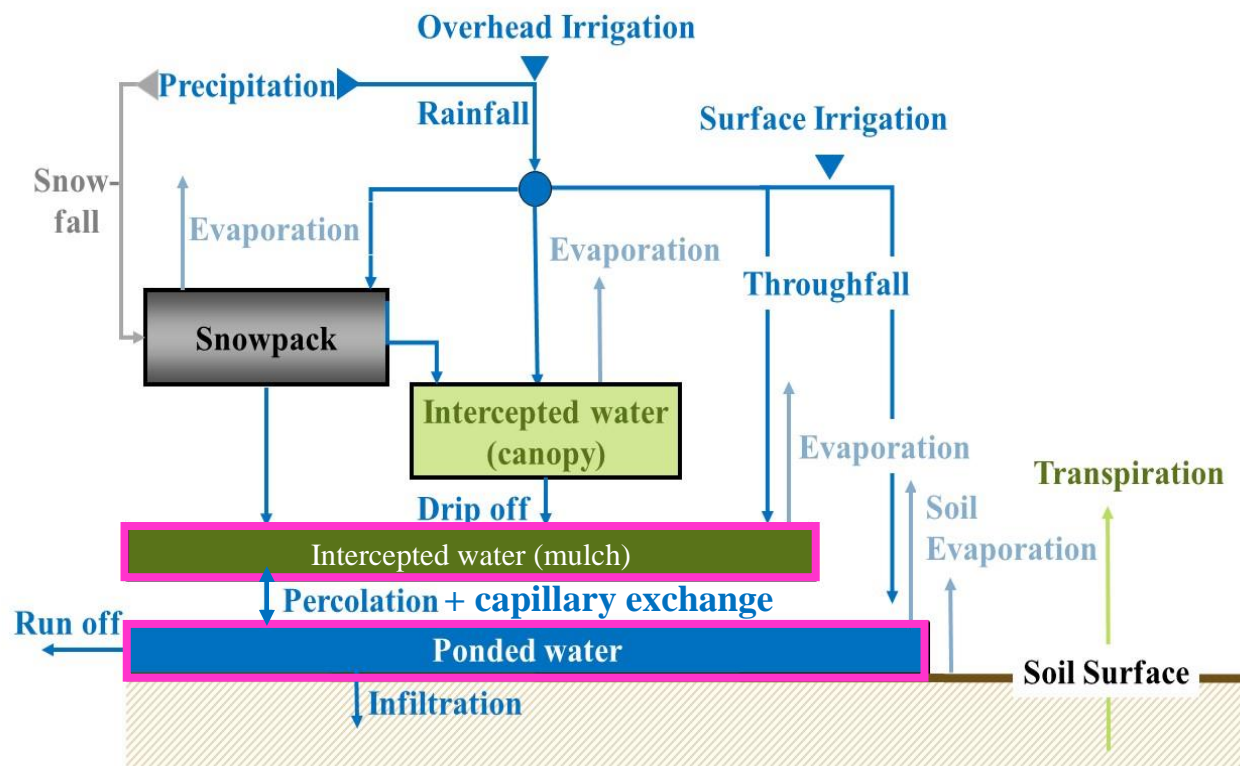 Overhead Irrigation
Precipitation
Rainfall
Surface Irrigation
Snow-
fall
Evaporation
Evaporation
Throughfall
Snowpack
Intercepted water
(canopy)
Evaporation
Transpiration
Drip off
Soil
Evaporation
Intercepted water (mulch)
Percolation + capillary exchange
Run off
Ponded water
Soil Surface
Infiltration